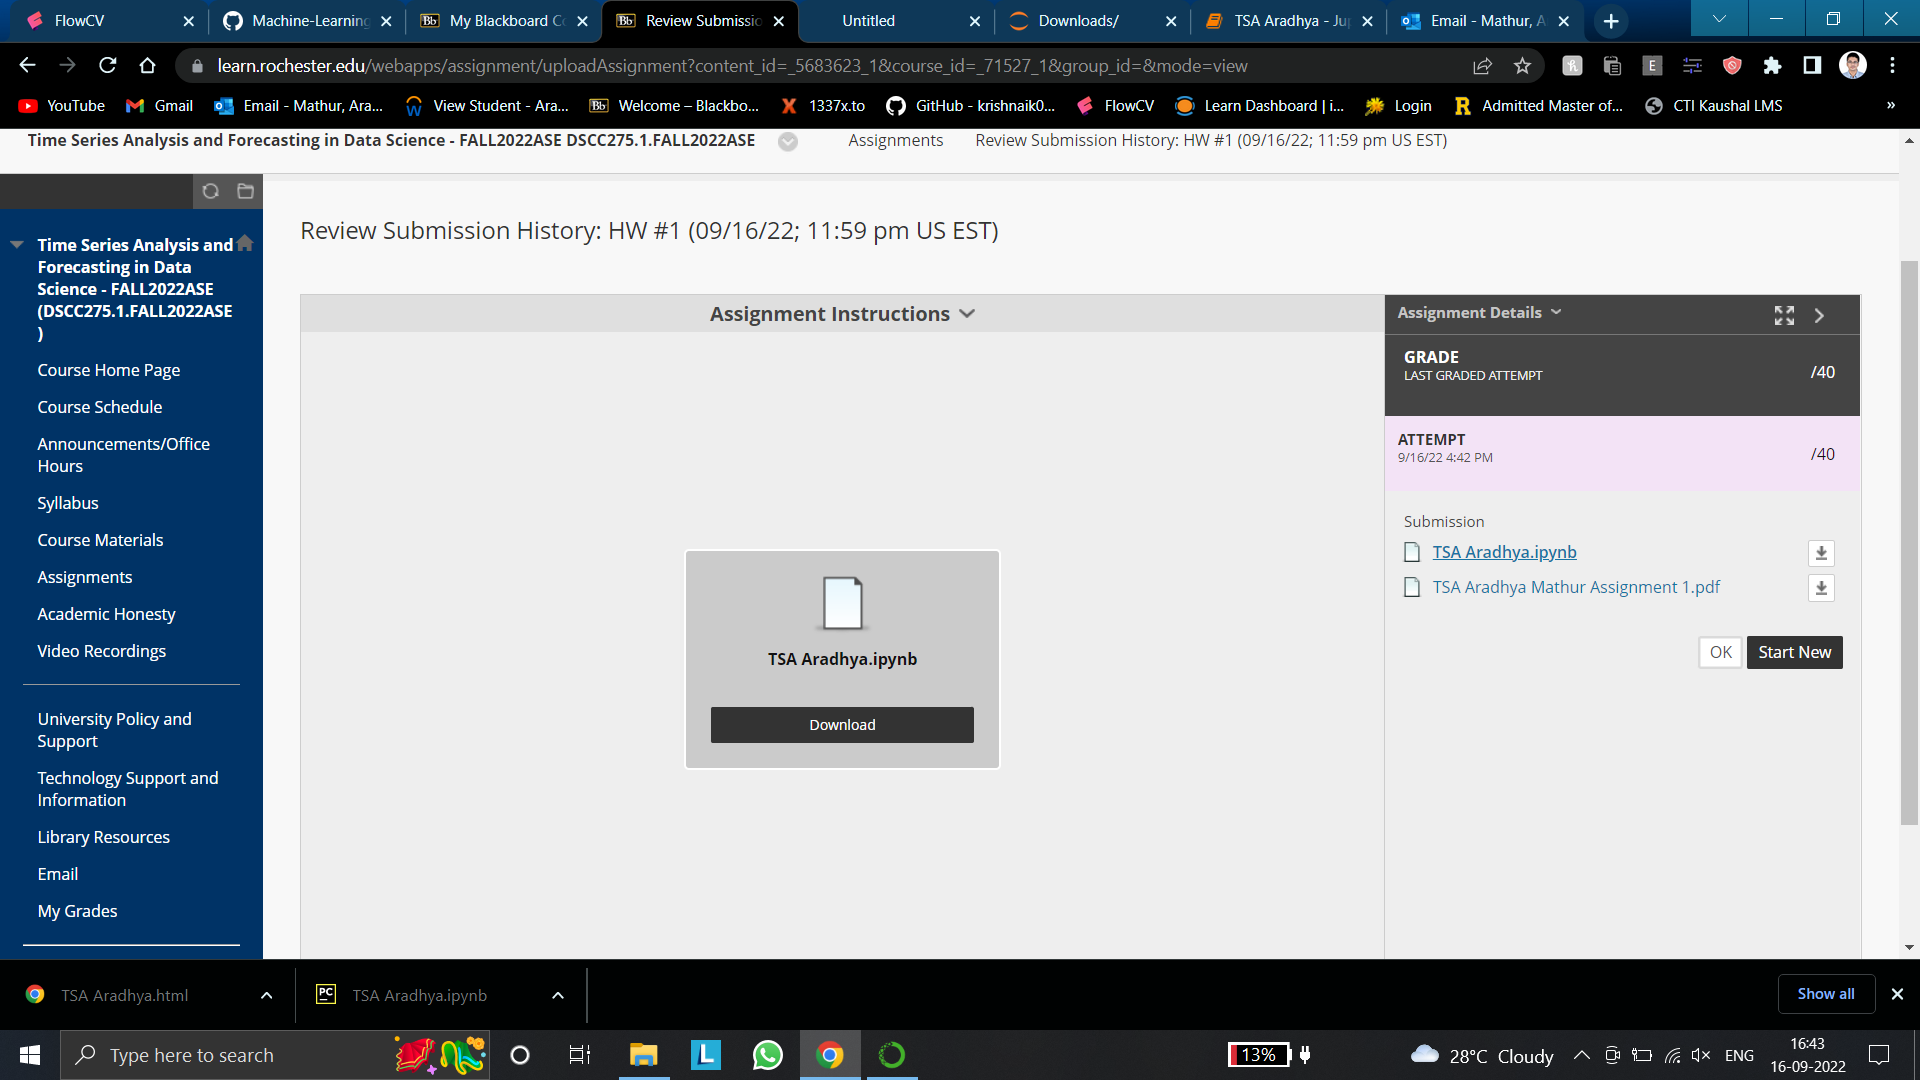 FlowCV
Machine-Learning
My Blackboard Co
Review Submissio
Untitled
Downloads/
TSA Aradhya - Ju
Email - Mathur, A
learn.rochester.edu/webapps/assignment/uploadAssignment?content_id=_5683623_1&course_id=_71527_1&group_id=&mode=view
YouTube
Gmail
Email - Mathur, Ara...
View Student - Ara...
Welcome – Blackbo...
1337x.to
GitHub - krishnaik0...
FlowCV
Learn Dashboard | i...
Login
Admitted Master of...
CTI Kaushal LMS
»
Time Series Analysis and Forecasting in Data Science - FALL2022ASE DSCC275.1.FALL2022ASE
Assignments
Review Submission History: HW #1 (09/16/22; 11:59 pm US EST)
Time Series Analysis and
Forecasting in Data
Science - FALL2022ASE
(DSCC275.1.FALL2022ASE
)
Course Home Page
Course Schedule
Announcements/Office
Hours
Syllabus
Course Materials
Assignments
Academic Honesty
Video Recordings
University Policy and
Support
Technology Support and
Information
Library Resources
Email
My Grades
Review Submission History: HW #1 (09/16/22; 11:59 pm US EST)
Assignment Instructions
TSA Aradhya.ipynb
Download
Assignment Details
GRADE
LAST GRADED ATTEMPT
/40
ATTEMPT
9/16/22 4:42 PM
/40
Submission
TSA Aradhya.ipynb
TSA Aradhya Mathur Assignment 1.pdf
OK
Start New
TSA Aradhya.html
TSA Aradhya.ipynb
Show all
Type here to search
13%
28°C Cloudy
ENG
16:43
16-09-2022